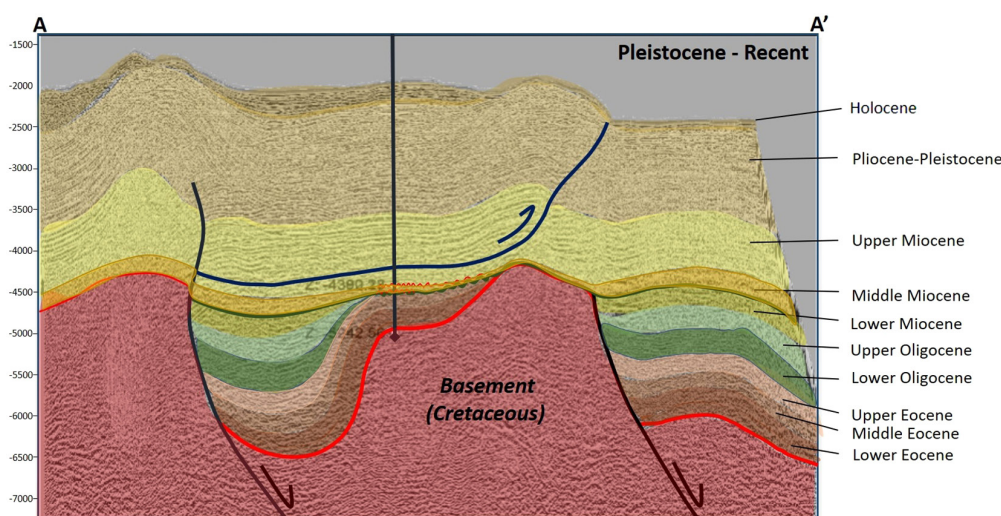 A
A'
Pleistocene - Recent
-1500
-2000
-2500
-3000
-3500
-4000
-4500
-5000
-5500
-6000
-6500
-7000
Holocene
Pliocene-Pleistocene
Upper Miocene
Middle Miocene
Lower Miocene
Upper Oligocene
Lower Oligocene
Upper Eocene
Middle Eocene
Lower Eocene
Basement
(Cretaceous)